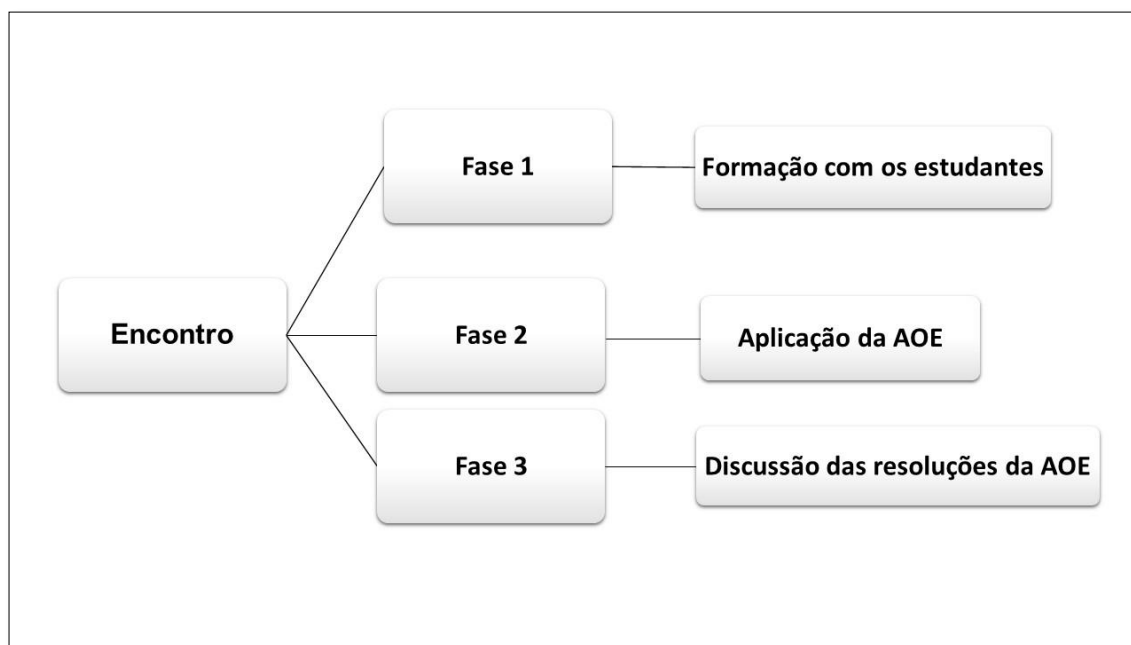 Fase 1
Formação com os estudantes
Encontro
Fase 2
Aplicação da AOE
Fase 3
Discussão das resoluções da AOE